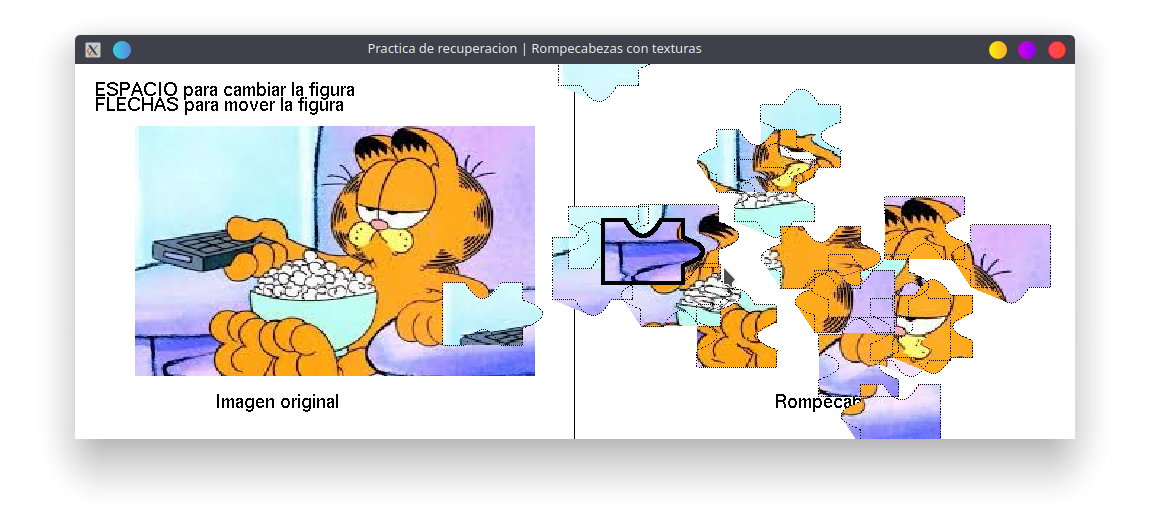 Practica de recuperacion | Rompecabezas con texturas
ESPACIO para cambiar la figura
FLECHAS para mover la figura
Imagen original
Rompecab